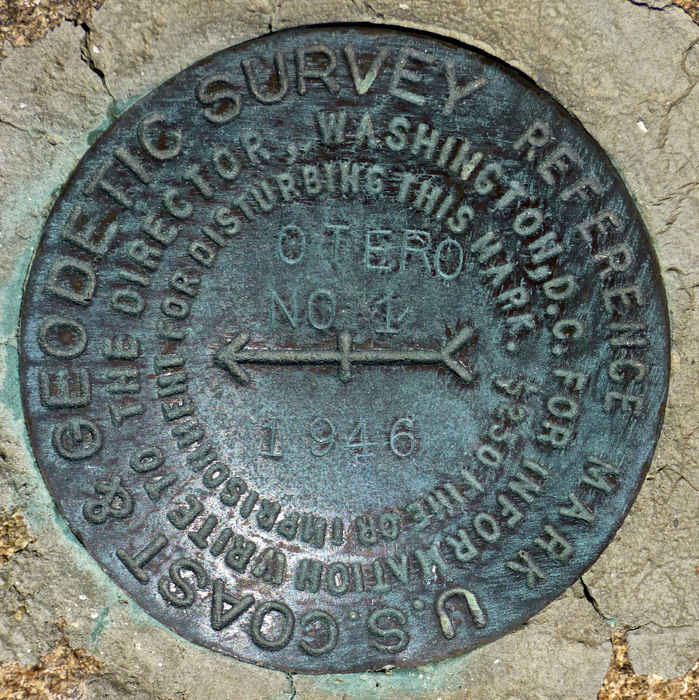 U.S. COAST & GEODETIC SURVEY REFERENCE MARK
FOR INFORMATION WRITE TO THE DIRECTOR, WASHINGTON, D.C.
$250 FINE OR IMPRISONMENT FOR DISTURBING THIS MARK.
OTERO
NO 1
1946